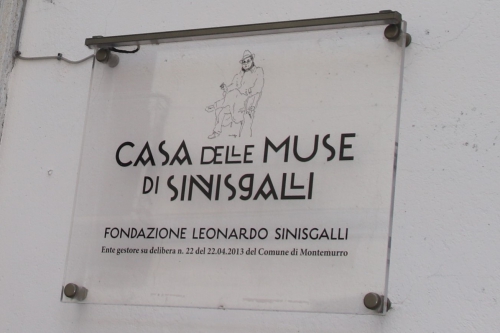 CASA DELLE MUSE
DI SINISGALLI
FONDAZIONE LEONARDO SINISGALLI
Ente gestore su delibera n. 22 del 22.04.2013 del Comune di Montemurro